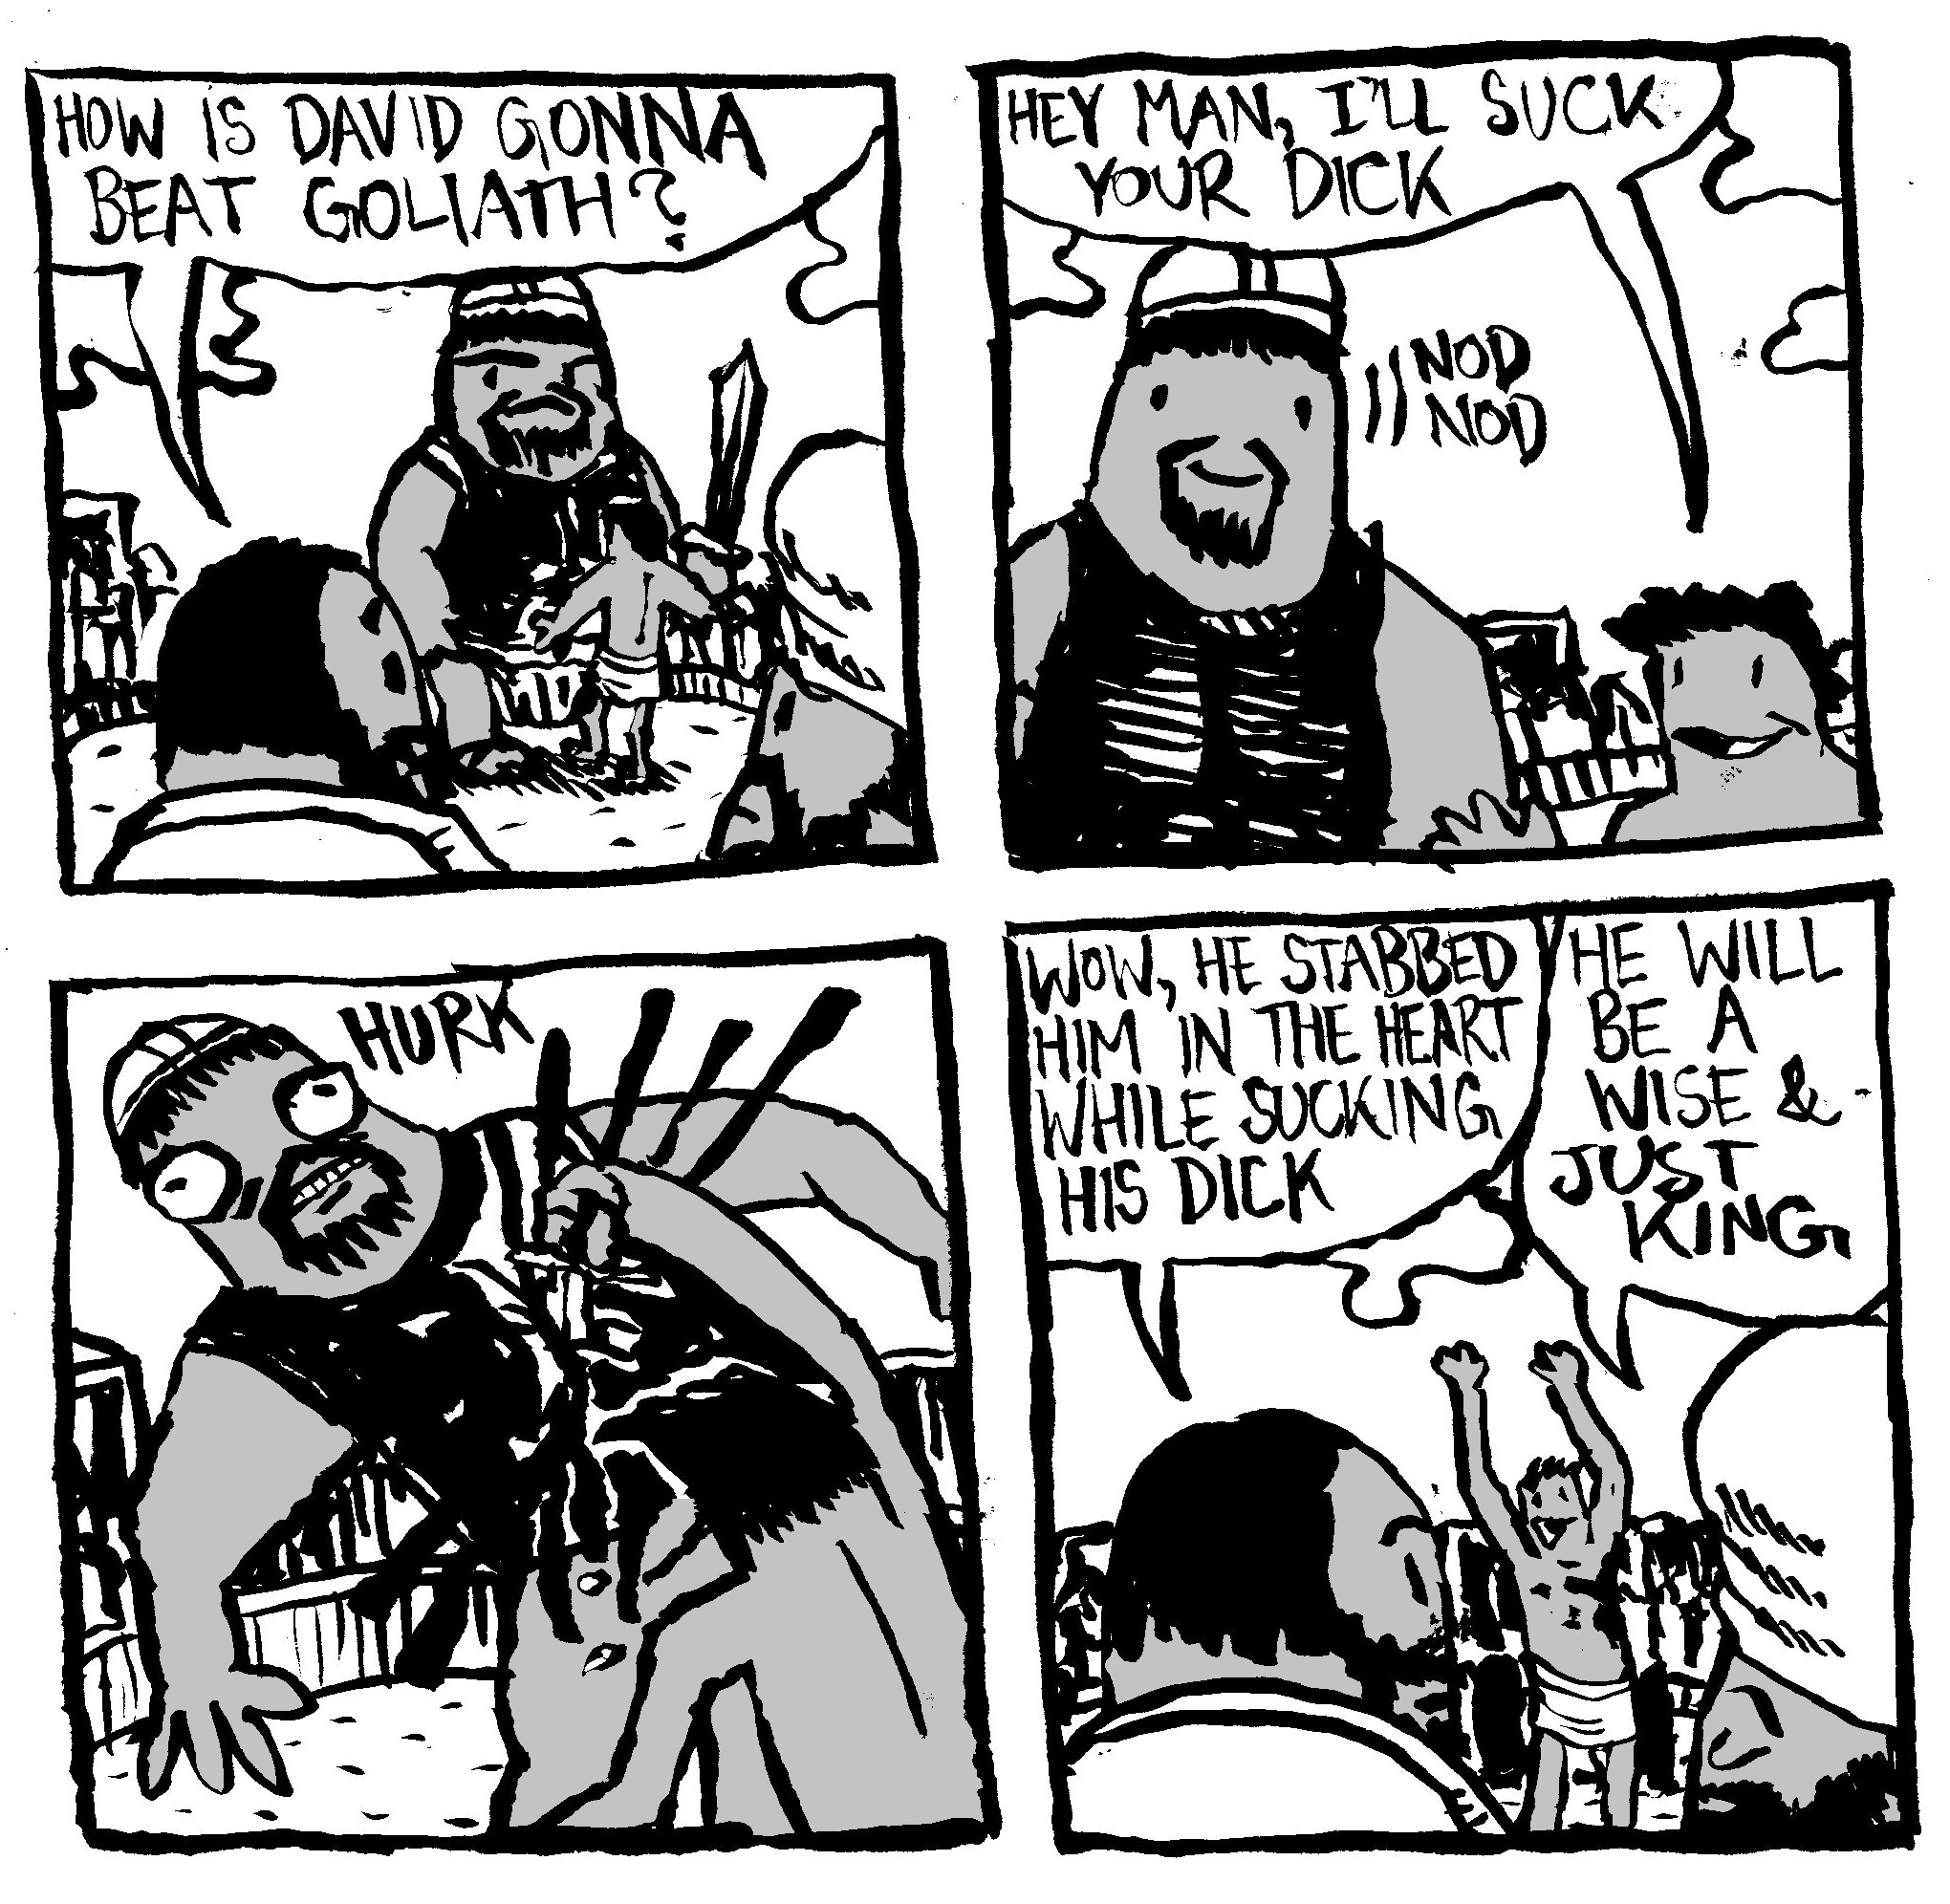 HOW IS DAVID GONNA
BEAT GOLIATH?
HEY MAN, I'LL SUCK
YOUR DICK
NOD
NOD
HURK
WOW, HE STABBED
HIM IN THE HEART
WHILE SUCKING
HIS DICK
HE WILL
BE A
WISE &
JUST
KING